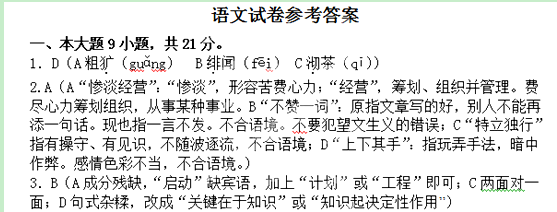 语文试卷参考答案
一、本大题9小题，共21分。
1. D（A粗犷（guǎng） B绯闻（fēi） C沏茶（qī））
2.A（A“惨淡经营”：“惨淡”，形容苦费心力；“经营”，筹划、组织并管理。费
尽心力筹划组织，从事某种事业。B“不赞一词”：原指文章写的好，别人不能再
添一句话。现也指一言不发。不合语境。不要犯望文生义的错误；C“特立独行”
指有操守、有见识，不随波逐流，不合语境；D“上下其手”：指玩弄手法，暗中
作弊。感情色彩不当，不合语境。）
3. B（A成分残缺，“启动”缺宾语，加上“计划”或“工程”即可；C两面对一
面；D句式杂糅，改成“关键在于知识”或“知识起决定性作用”）